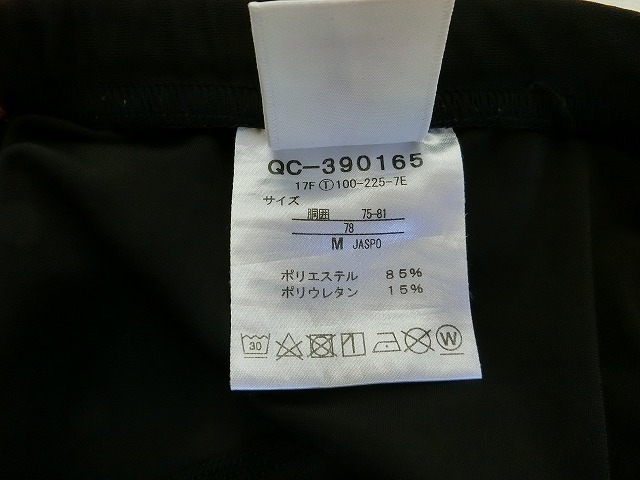 QC-390165
17F Ⓣ100-225-7E
サイズ
胴囲 75-81
78
M JASPO
ポリエステル 85%
ポリウレタン 15%
30
W